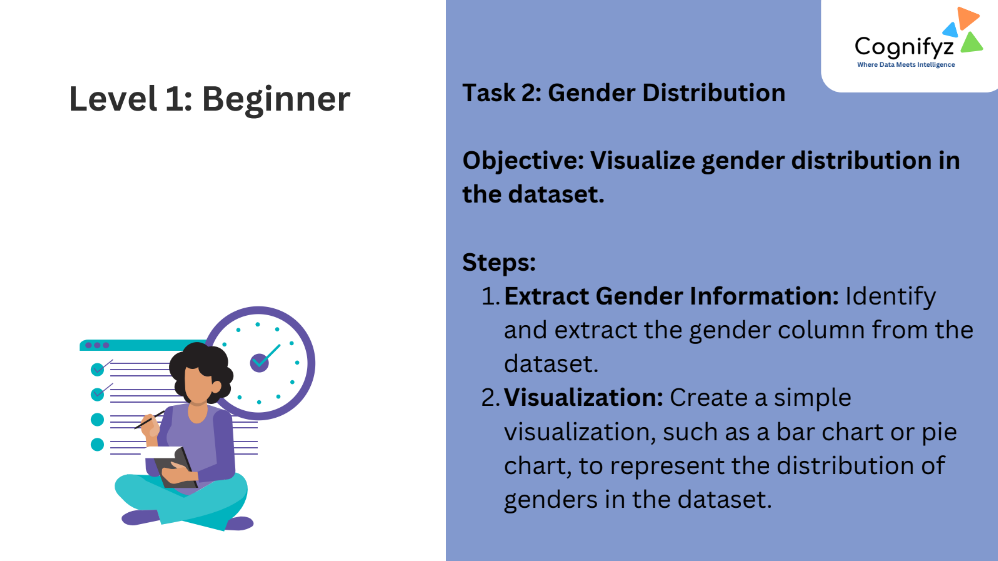 Cognifyz
Where Data Meets Intelligence
Level 1: Beginner
Task 2: Gender Distribution
Objective: Visualize gender distribution in
the dataset.
Steps:
1. Extract Gender Information: Identify
and extract the gender column from the
dataset.
2. Visualization: Create a simple
visualization, such as a bar chart or pie
chart, to represent the distribution of
genders in the dataset.